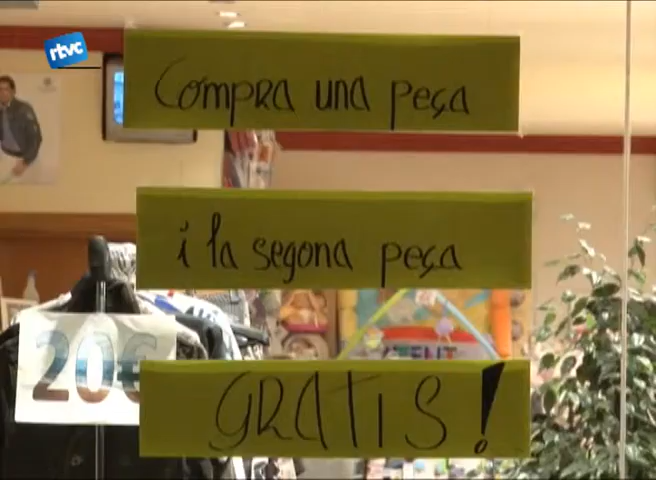 rtvc
Compra una peça
i la segona peça
20€
GRATIS!